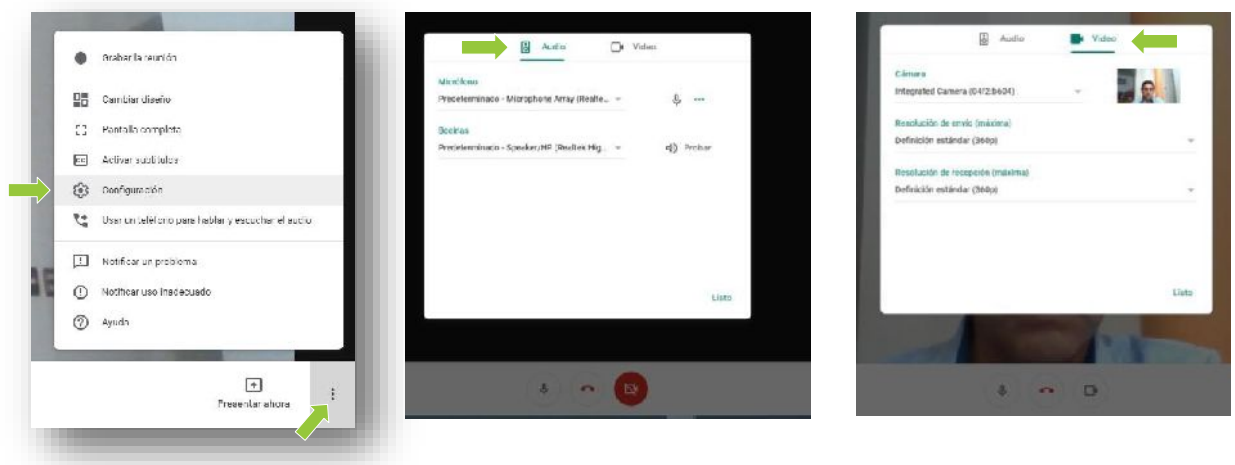 Grabar la reunión
Cambiar diseño
Pantalla completa
Activar subtítulos
Configuración
Usar un teléfono para hablar y escuchar el audio
Notificar un problema
Notificar uso inadecuado
Ayuda
Presentar ahora
Audio
Video
Micrófono
Predeterminado - Microphone Array (Realte...
Bocinas
Predeterminado - Speaker/HP (Realtek Hig...
Probar
Listo
Audio
Video
Cámara
Integrated Camera (04f2:b604)
Resolución de envío (máxima)
Definición estándar (360p)
Resolución de recepción (máxima)
Definición estándar (360p)
Listo